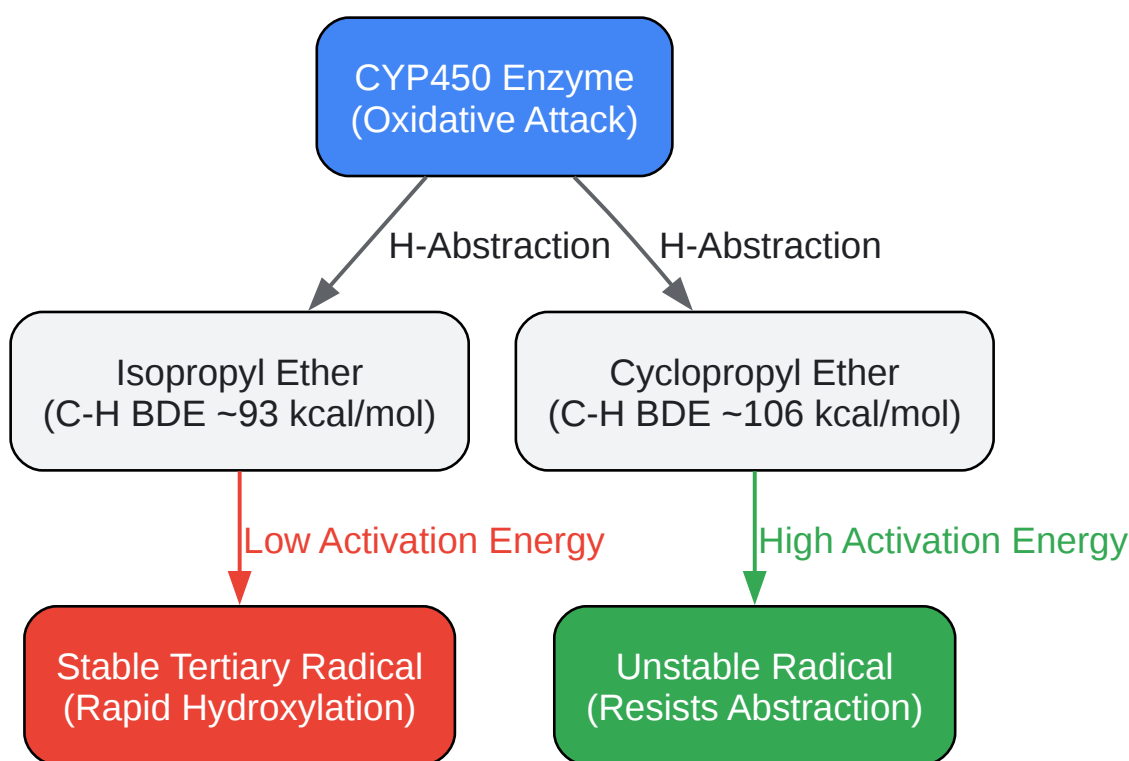 CYP450 Enzyme
(Oxidative Attack)
H-Abstraction
H-Abstraction
Isopropyl Ether
(C-H BDE ~93 kcal/mol)
Cyclopropyl Ether
(C-H BDE ~106 kcal/mol)
Low Activation Energy
High Activation Energy
Stable Tertiary Radical
(Rapid Hydroxylation)
Unstable Radical
(Resists Abstraction)